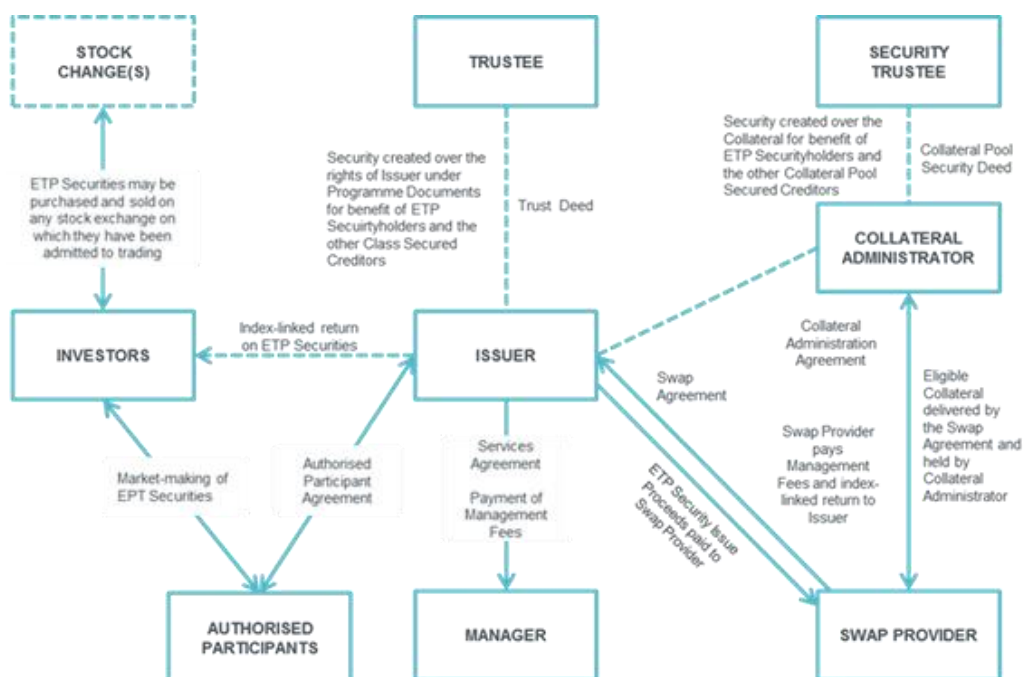 STOCK
CHANGE(S)
TRUSTEE
SECURITY
TRUSTEE
ETP Securities may be
purchased and sold on
any stock exchange on
which they have been
admitted to trading
Security created over the
rights of Issuer under
Programme Documents
for benefit of ETP
Secuirtyholders and the
other Class Secured
Creditors
Trust Deed
Security created over the
Collateral for benefit of
ETP Securityholders and
the other Collateral Pool
Secured Creditors
Collateral Pool
Security Deed
COLLATERAL
ADMINISTRATOR
INVESTORS
Index-linked return
on ETP Securities
ISSUER
Collateral
Administration
Agreement
Swap
Agreement
Eligible
Collateral
delivered by
the Swap
Agreement and
held by
Collateral
Administrator
Market-making of
EPT Securities
Authorised
Participant
Agreement
Services
Agreement
Payment of
Management
Fees
ETP Security Issue
Proceeds paid to
Swap Provider
Swap Provider
pays
Management
Fees and index-
linked return to
Issuer
AUTHORISED
PARTICIPANTS
MANAGER
SWAP PROVIDER